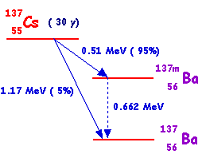 137
55 Cs ( 30 y)
0.51 MeV ( 95%)
137m
56 Ba
1.17 MeV ( 5%)
0.662 MeV
137
56 Ba